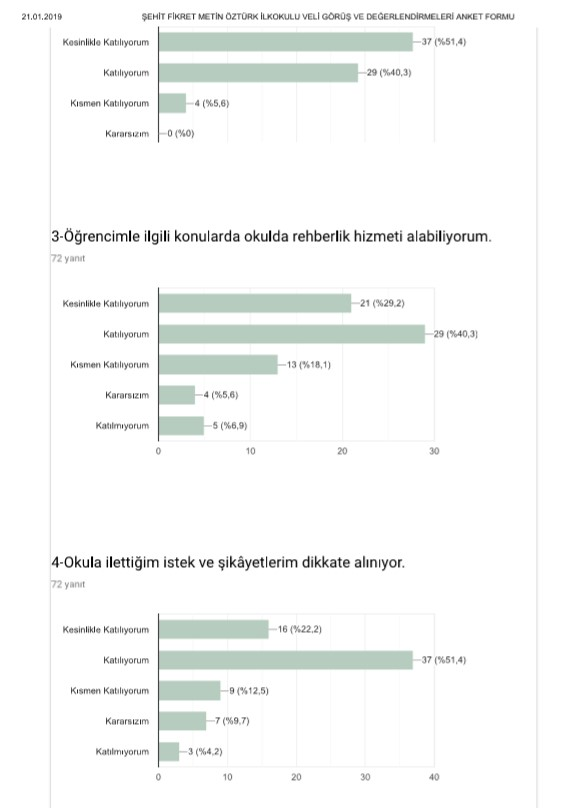 21.01.2019
ŞEHİT FİKRET METİN ÖZTÜRK İLKOKULU VELİ GÖRÜŞ VE DEĞERLENDİRMELERİ ANKET FORMU
Kesinlikle Katılıyorum 37 (%51,4)
Katılıyorum 29 (%40,3)
Kısmen Katılıyorum 4 (%5,6)
Kararsızım 0 (%0)
3-Öğrencimle ilgili konularda okulda rehberlik hizmeti alabiliyorum.
72 yanıt
Kesinlikle Katılıyorum 21 (%29,2)
Katılıyorum 29 (%40,3)
Kısmen Katılıyorum 13 (%18,1)
Kararsızım 4 (%5,6)
Katılmıyorum 5 (%6,9)
0 10 20 30
4-Okula ilettiğim istek ve şikâyetlerim dikkate alınıyor.
72 yanıt
Kesinlikle Katılıyorum 16 (%22,2)
Katılıyorum 37 (%51,4)
Kısmen Katılıyorum 9 (%12,5)
Kararsızım 7 (%9,7)
Katılmıyorum 3 (%4,2)
0 10 20 30 40